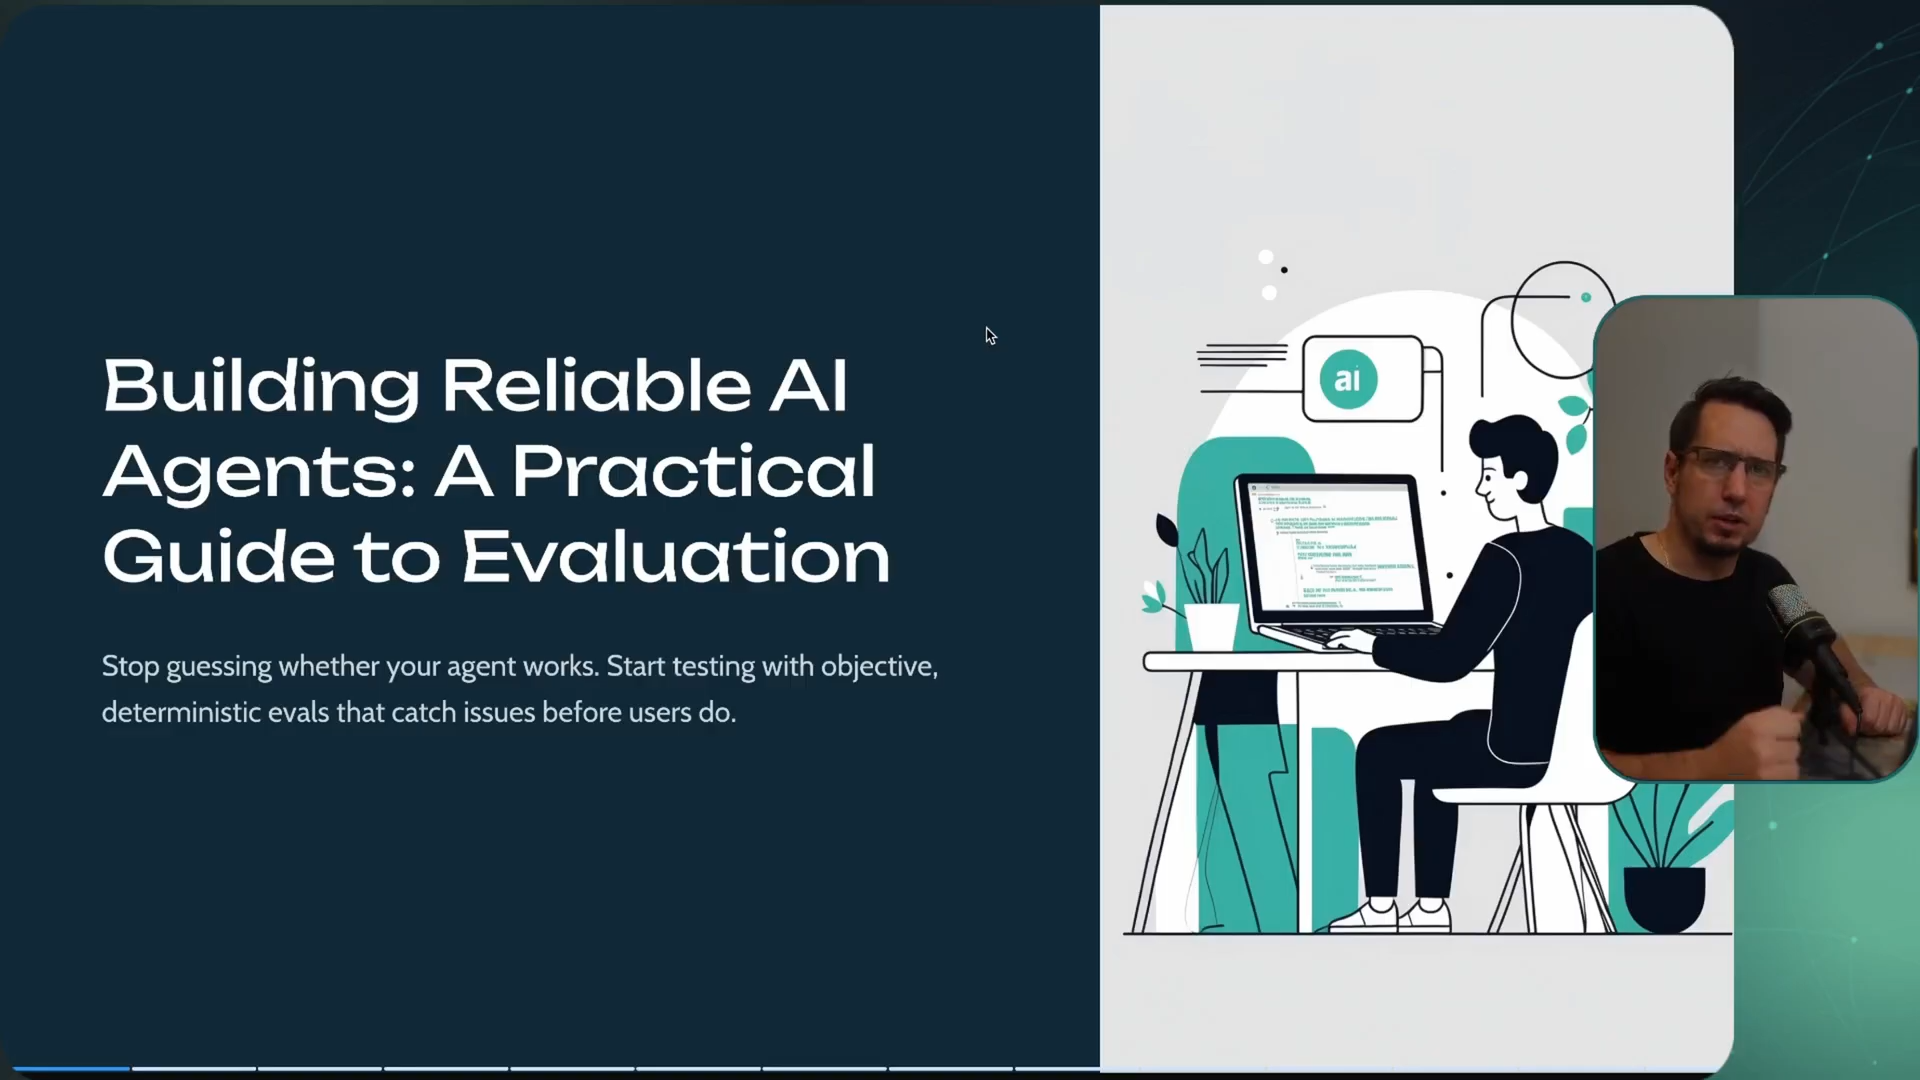 Building Reliable AI
Agents: A Practical
Guide to Evaluation
Stop guessing whether your agent works. Start testing with objective,
deterministic evals that catch issues before users do.
ai